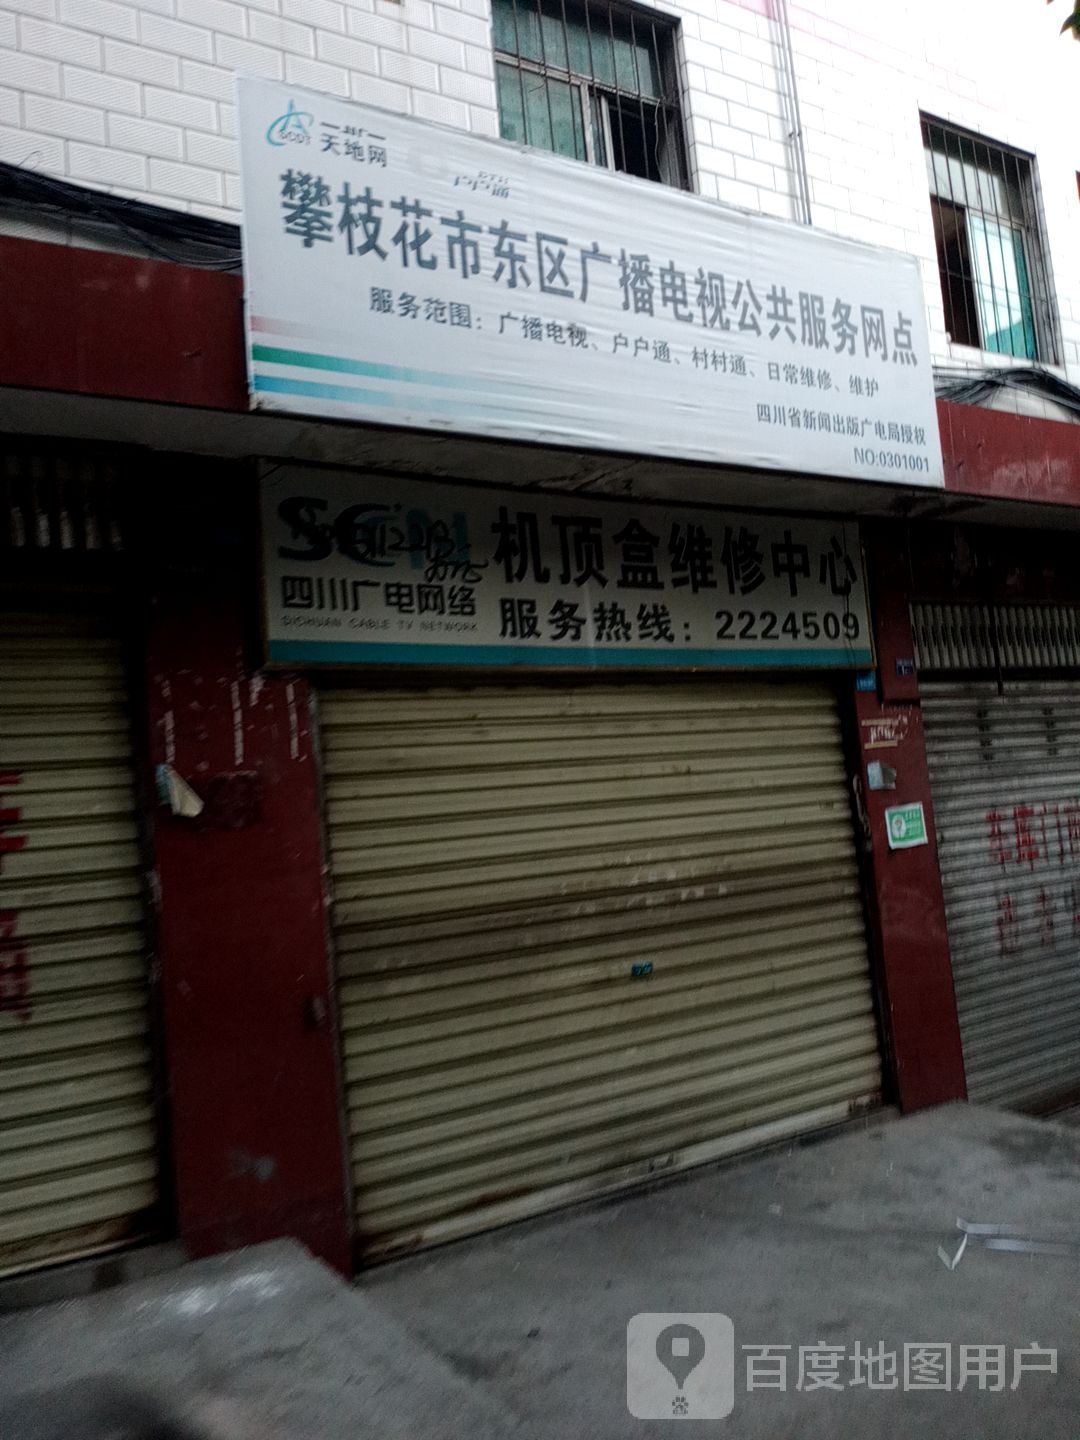 SCDT
天地网
攀枝花市东区广播电视公共服务网点
服务范围：广播电视、户户通、村村通、日常维修、维护
四川省新闻出版广电局授权
NO:0301001
四川广电网络
SICHUAN CABLE TV NETWORK
机顶盒维修中心
服务热线：2224509
百度地图用户